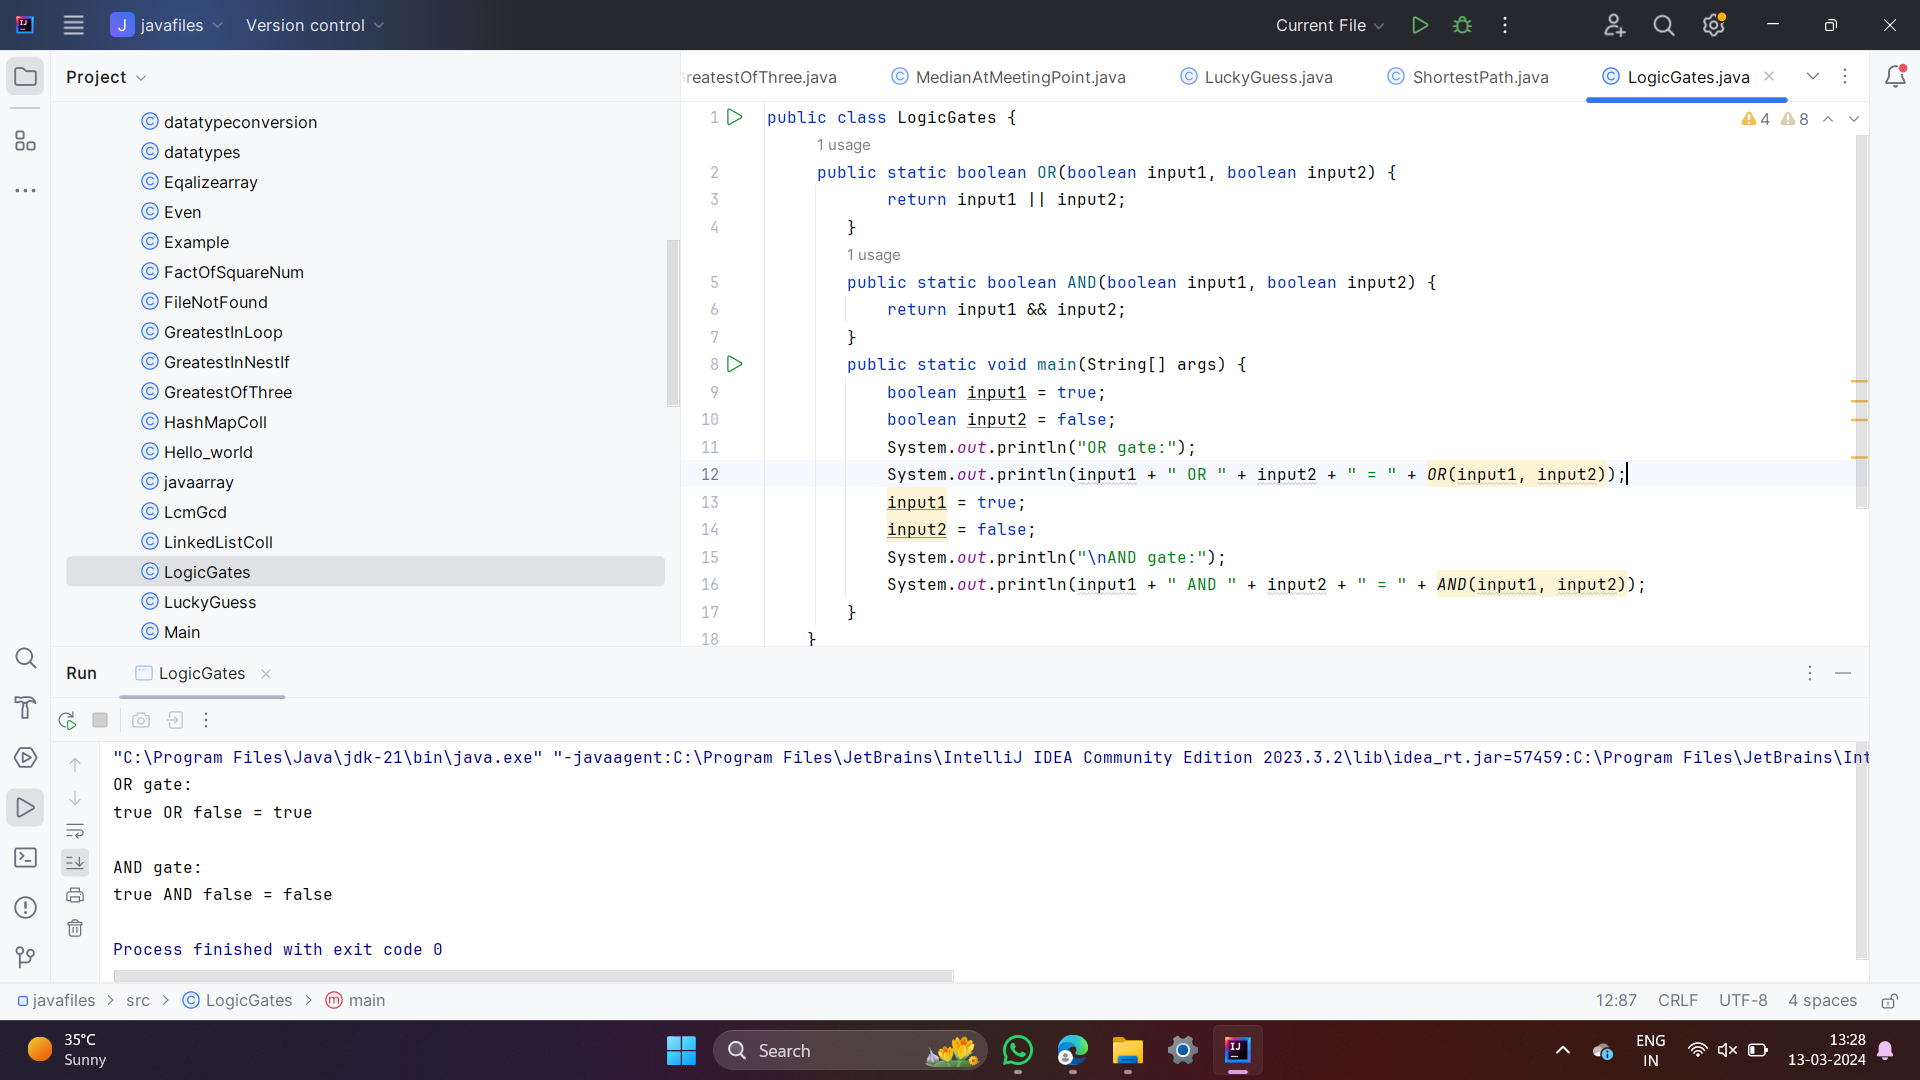 J javafiles Version control Current File
Project
reatestOfThree.java MedianAtMeetingPoint.java LuckyGuess.java ShortestPath.java LogicGates.java
datatypeconversion
datatypes
Eqalizearray
Even
Example
FactOfSquareNum
FileNotFound
GreatestInLoop
GreatestInNestIf
GreatestOfThree
HashMapColl
Hello_world
javaarray
LcmGcd
LinkedListColl
LogicGates
LuckyGuess
Main
4 8
1 public class LogicGates {
1 usage
2 public static boolean OR(boolean input1, boolean input2) {
3 return input1 || input2;
4 }
1 usage
5 public static boolean AND(boolean input1, boolean input2) {
6 return input1 && input2;
7 }
8 public static void main(String[] args) {
9 boolean input1 = true;
10 boolean input2 = false;
11 System.out.println("OR gate:");
12 System.out.println(input1 + " OR " + input2 + " = " + OR(input1, input2));
13 input1 = true;
14 input2 = false;
15 System.out.println("\nAND gate:");
16 System.out.println(input1 + " AND " + input2 + " = " + AND(input1, input2));
17 }
18 }
Run LogicGates
"C:\Program Files\Java\jdk-21\bin\java.exe" "-javaagent:C:\Program Files\JetBrains\IntelliJ IDEA Community Edition 2023.3.2\lib\idea_rt.jar=57459:C:\Program Files\JetBrains\Int
OR gate:
true OR false = true
AND gate:
true AND false = false
Process finished with exit code 0
javafiles > src > LogicGates > main 12:87 CRLF UTF-8 4 spaces
35°C
Sunny
Search
ENG
IN
13:28
13-03-2024